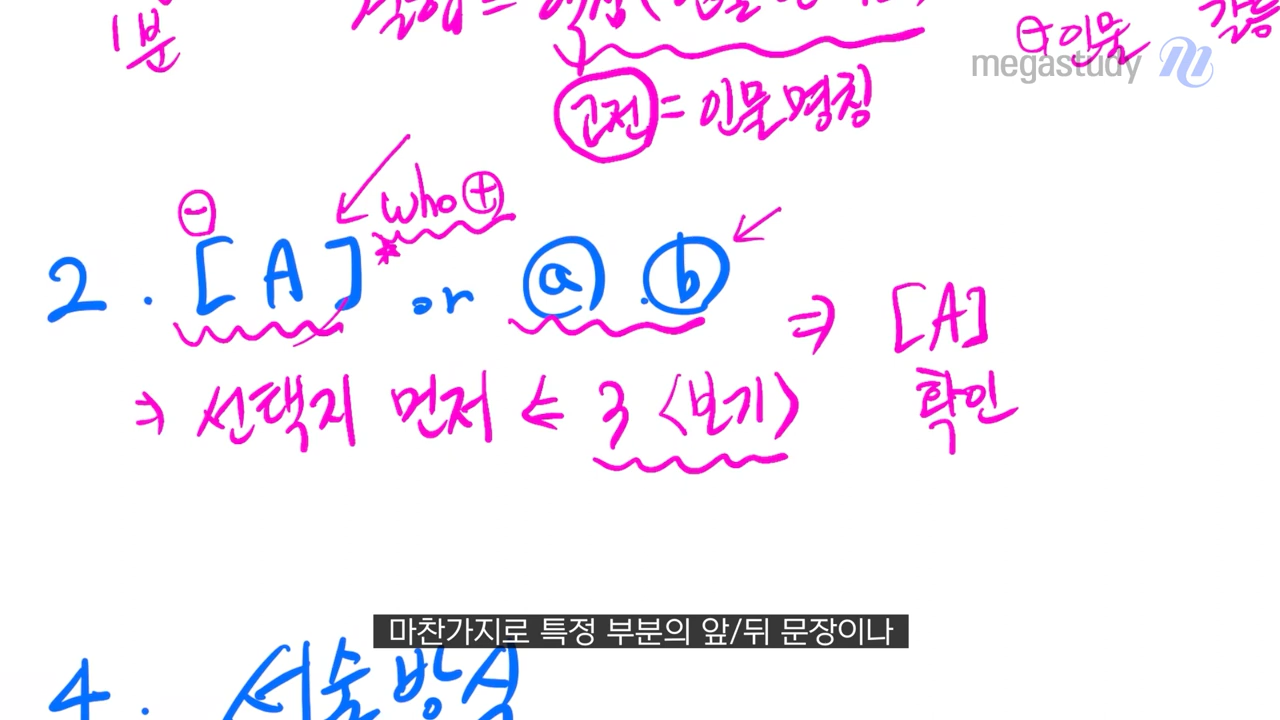 1분
⊕인물
megastudy
고전 = 인물명칭
⊖ who ⊕
2. [A] or ⓐ. ⓑ ⇒ [A]
⇒ 선택지 먼저 ⇐ 3 〈보기〉 확인
마찬가지로 특정 부분의 앞/뒤 문장이나
4. 서술방식